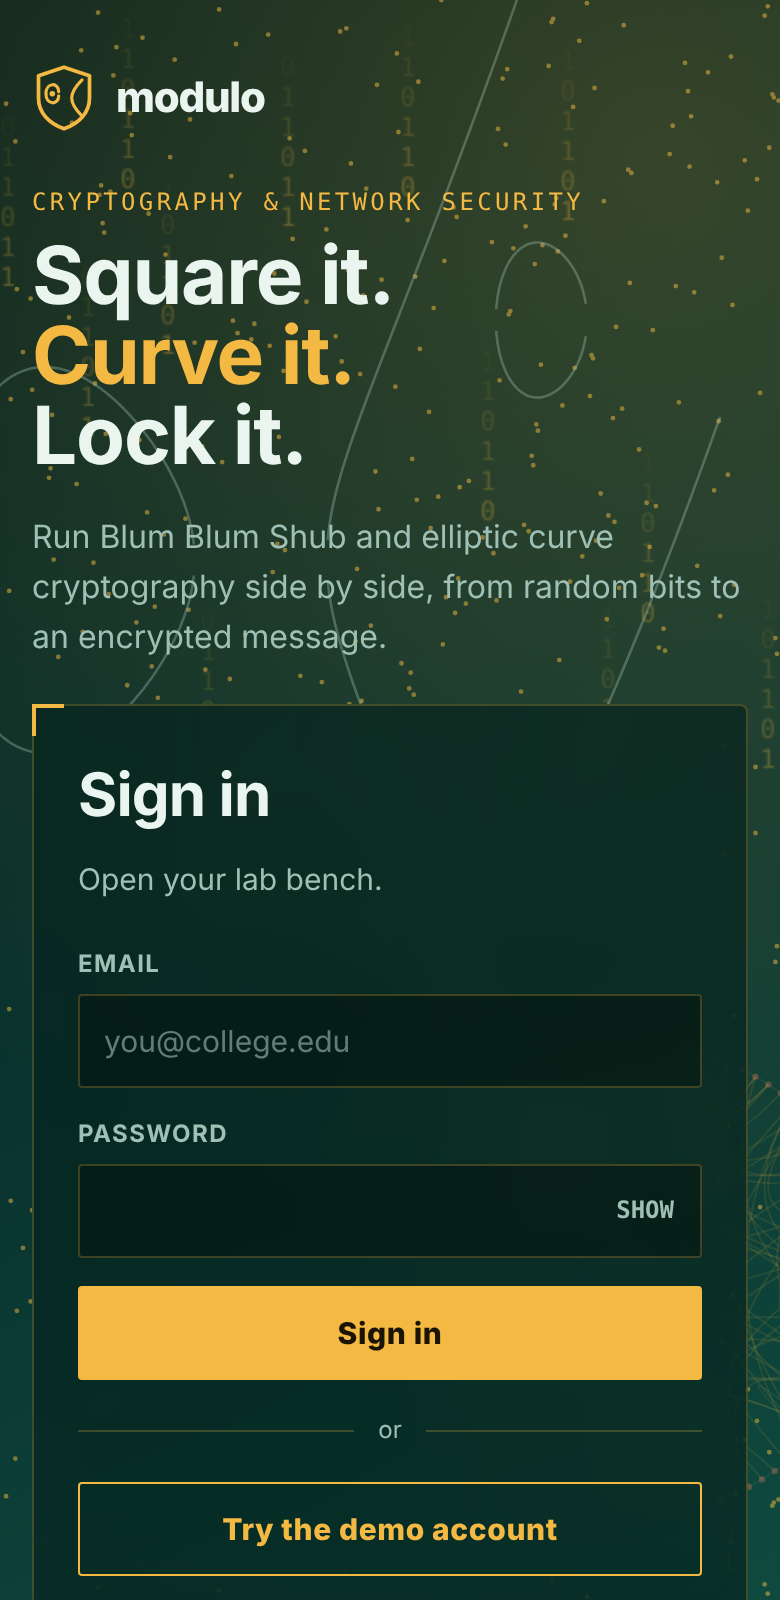 modulo
CRYPTOGRAPHY & NETWORK SECURITY
Square it.
Curve it.
Lock it.
Run Blum Blum Shub and elliptic curve
cryptography side by side, from random bits to
an encrypted message.
Sign in
Open your lab bench.
EMAIL
you@college.edu
PASSWORD
SHOW
Sign in
or
Try the demo account